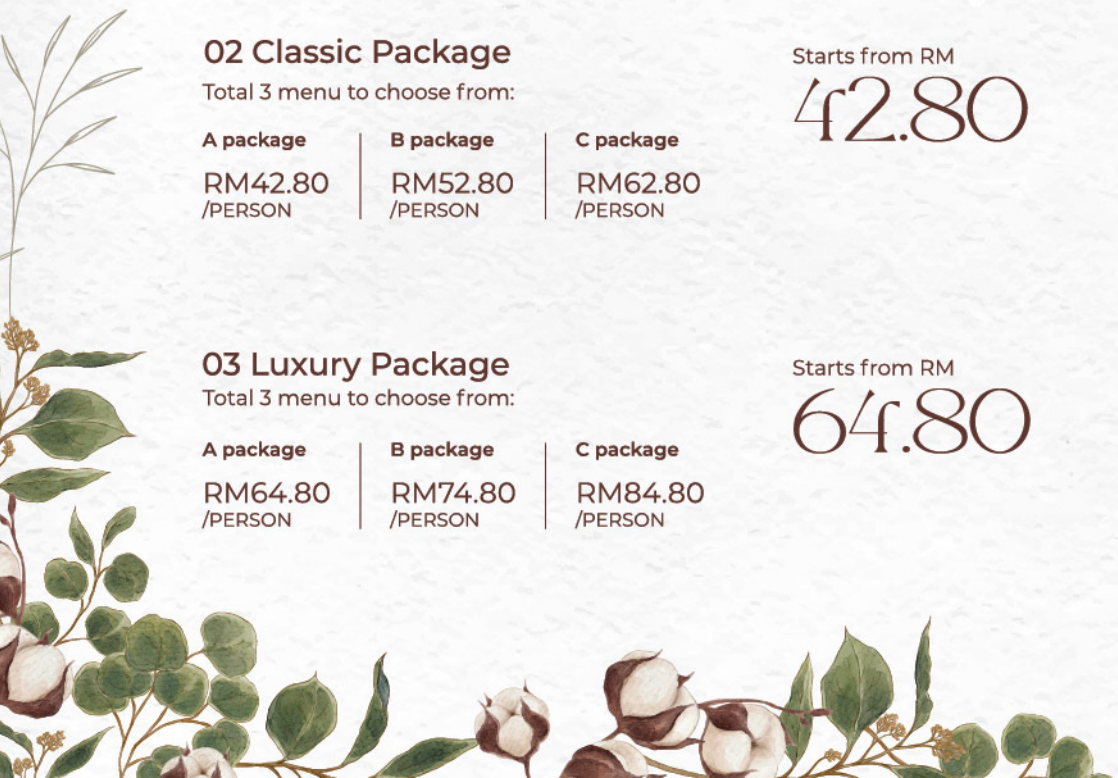 02 Classic Package
Total 3 menu to choose from:
A package
RM42.80
/PERSON
B package
RM52.80
/PERSON
C package
RM62.80
/PERSON
Starts from RM
42.80
03 Luxury Package
Total 3 menu to choose from:
A package
RM64.80
/PERSON
B package
RM74.80
/PERSON
C package
RM84.80
/PERSON
Starts from RM
64.80